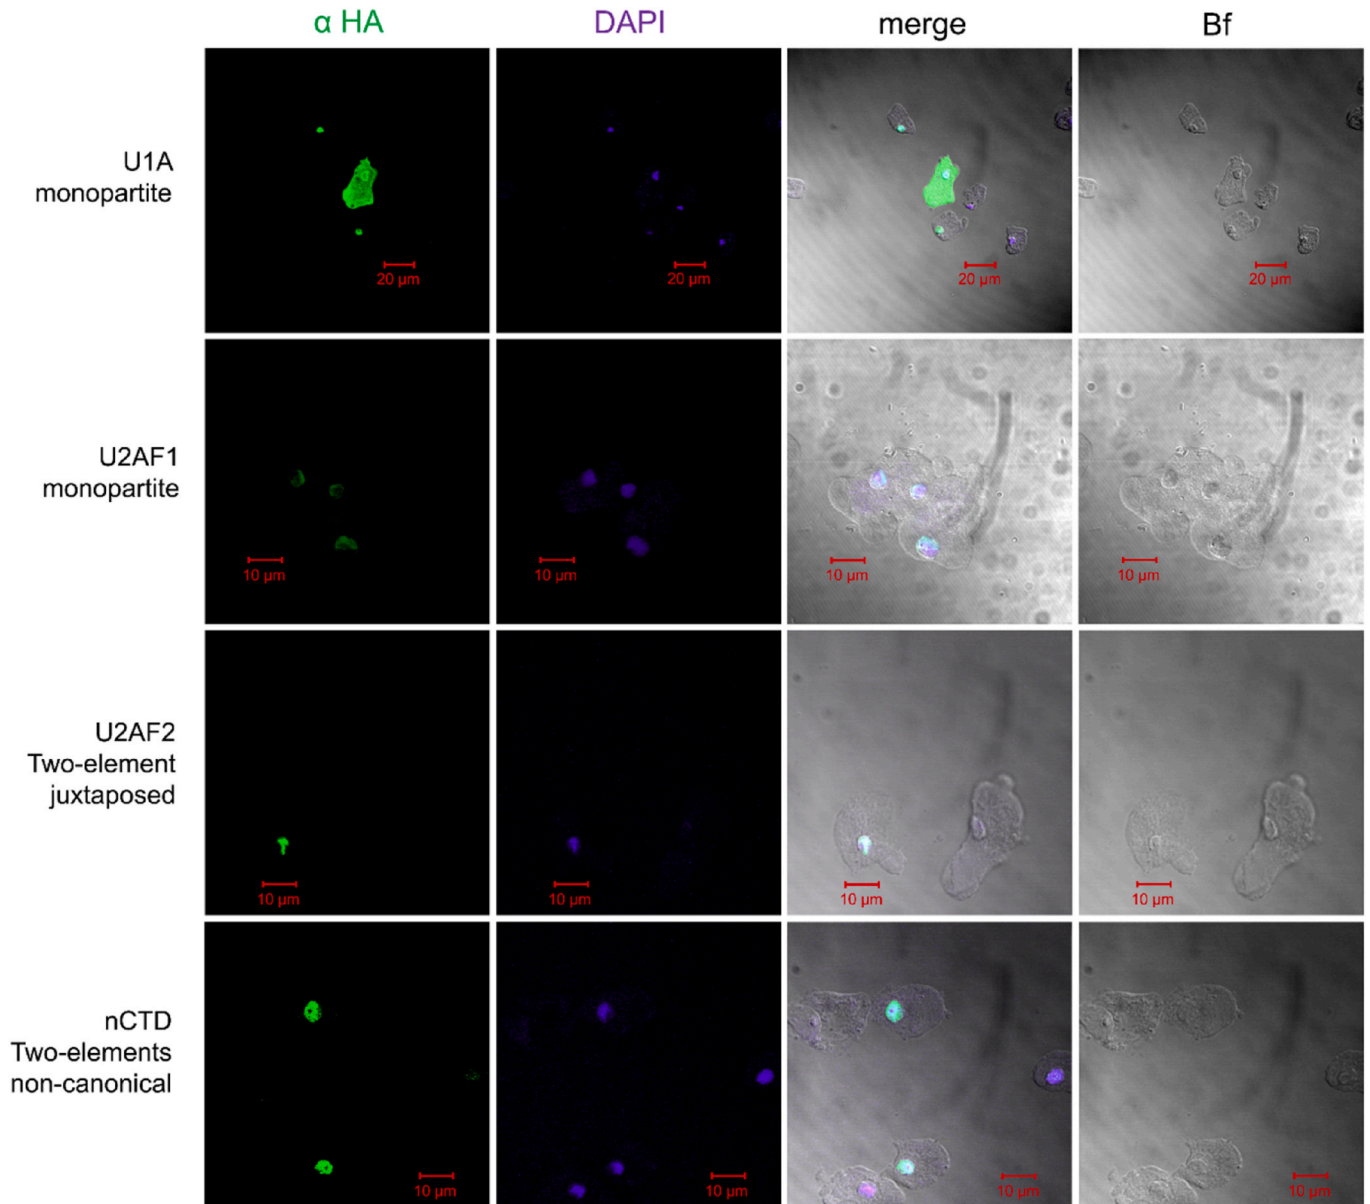 α HA DAPI merge Bf
U1A
monopartite
20 µm 20 µm 20 µm 20 µm
U2AF1
monopartite
10 µm 10 µm 10 µm 10 µm
U2AF2
Two-element
juxtaposed
10 µm 10 µm 10 µm 10 µm
nCTD
Two-elements
non-canonical
10 µm 10 µm 10 µm 10 µm